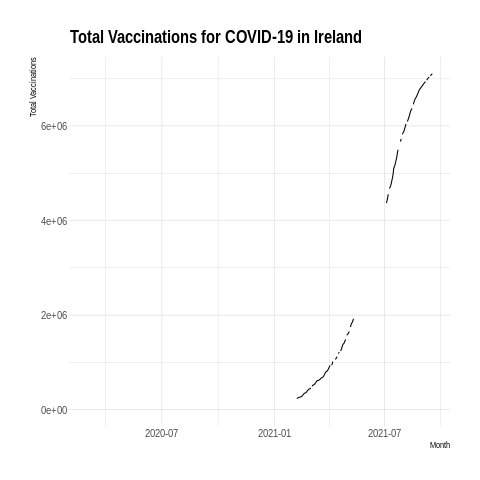 Total Vaccinations for COVID-19 in Ireland
Total Vaccinations
6e+06
4e+06
2e+06
0e+00
2020-07 2021-01 2021-07
Month